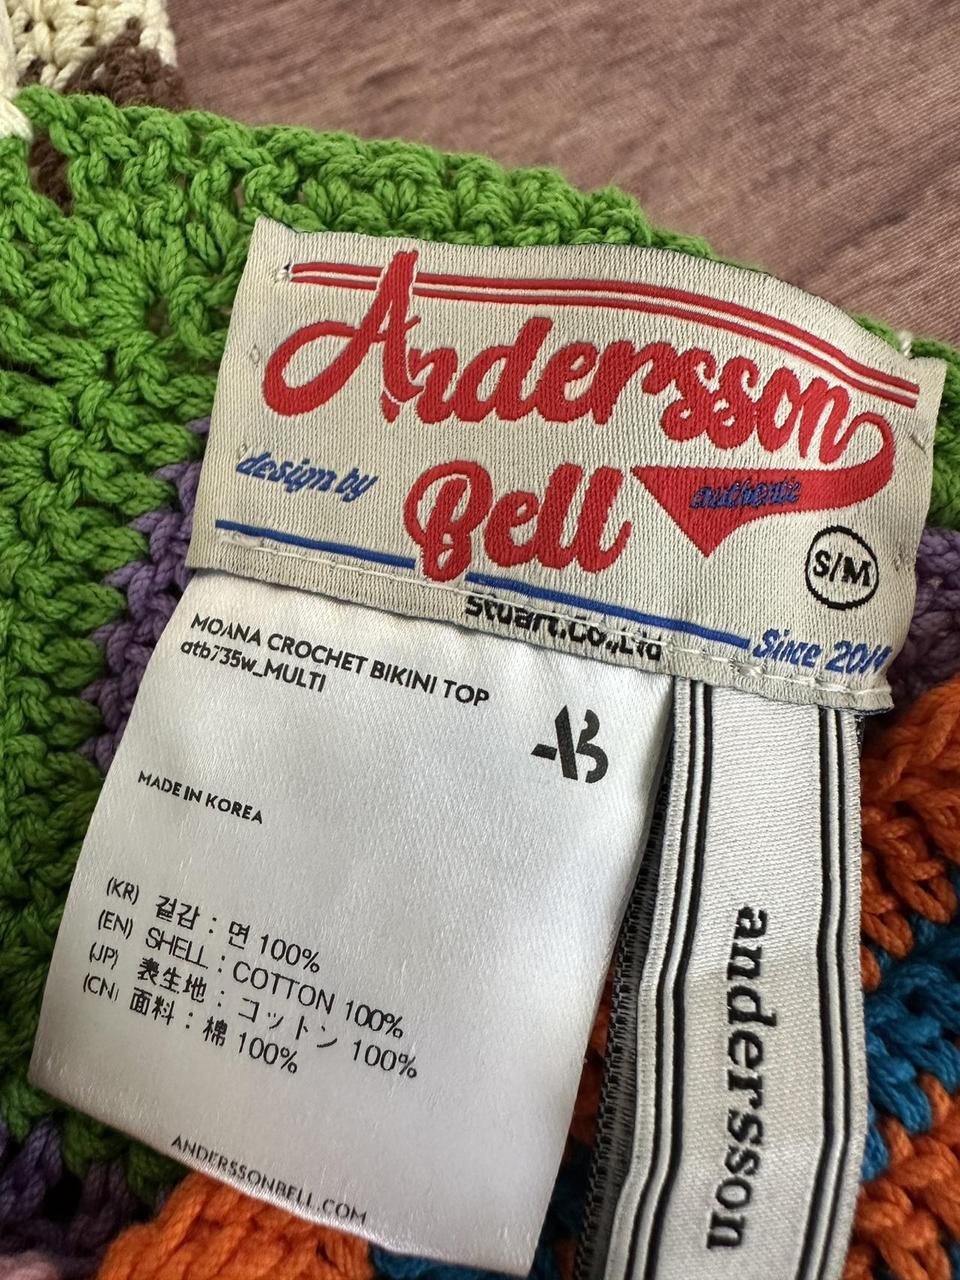 Andersson
design by
Bell
authentic
S/M
Stuart.Co.,Ltd
Since 2014
MOANA CROCHET BIKINI TOP
atb735w_MULTI
AB
MADE IN KOREA
(KR) 겉감 : 면 100%
(EN) SHELL : COTTON 100%
(JP) 表生地 : コットン 100%
(CN) 面料 : 棉 100%
ANDERSSONBELL.COM
andersson